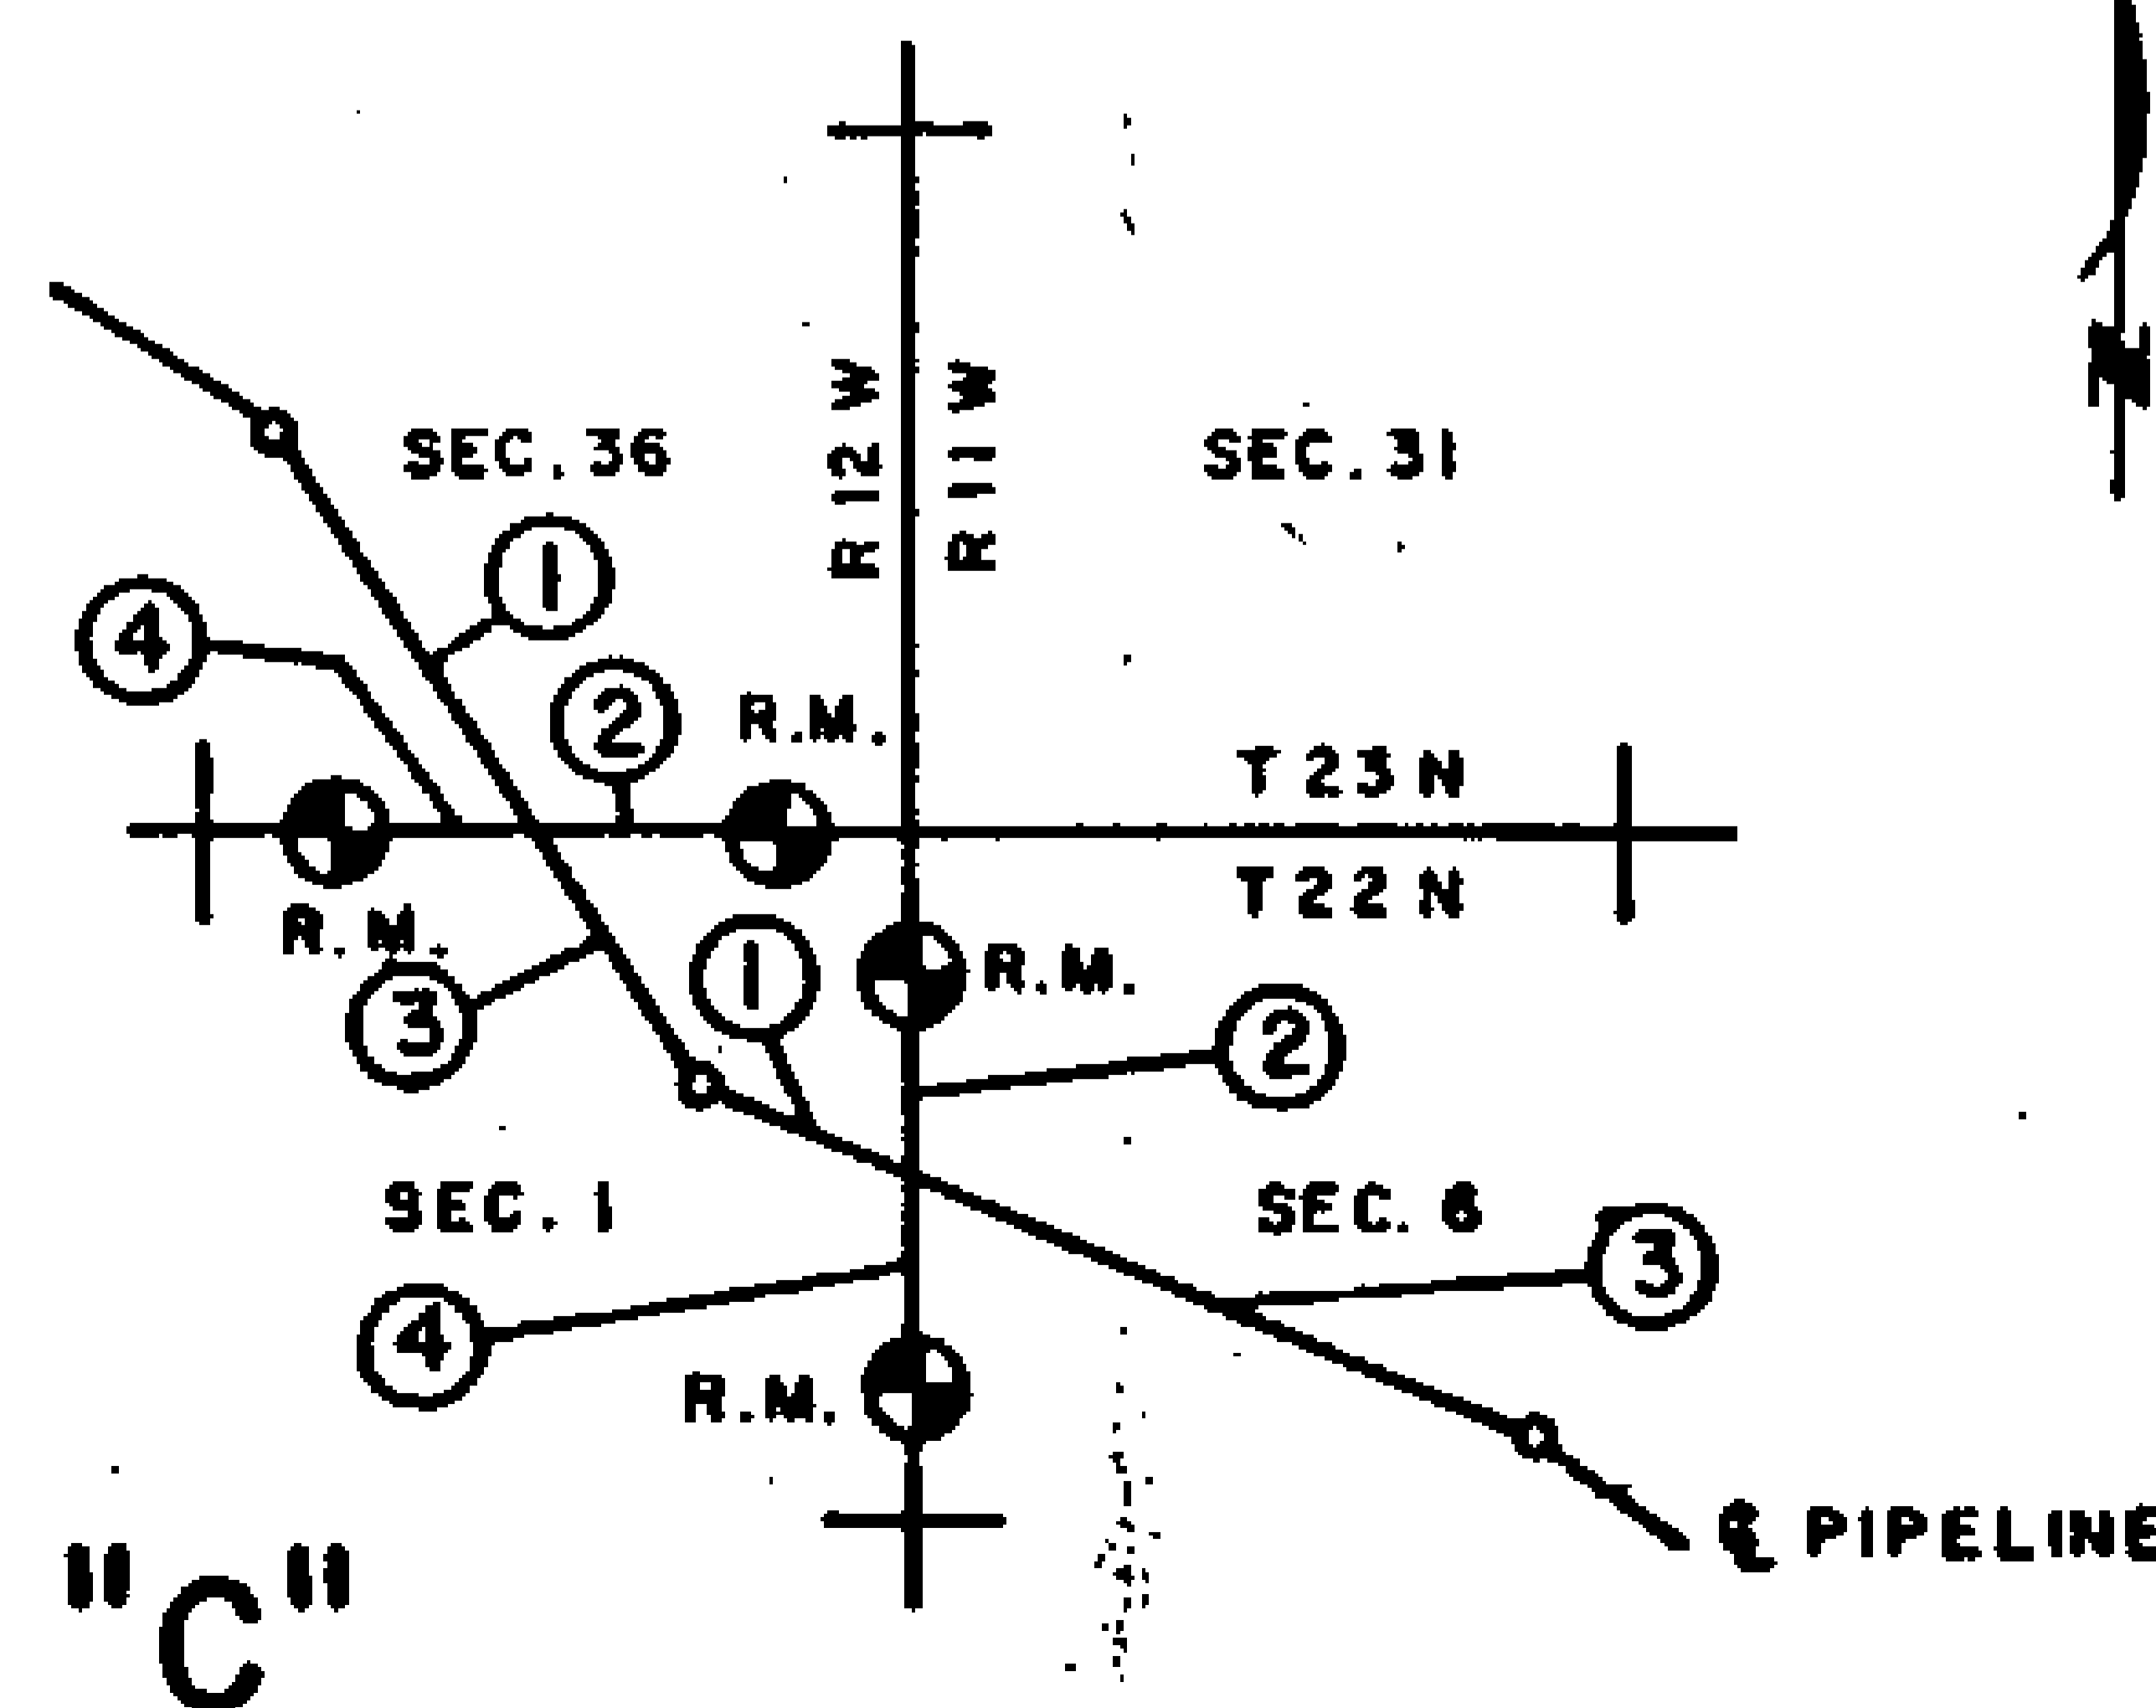 N
R 12 W
R 11 W
SEC. 36
SEC. 31
1
4
2
R.M.
T 23 N
T 22 N
R.M.
1
R.M.
3
2
SEC. 1
SEC. 6
3
4
R.M.
℄ PIPELINE
"C"